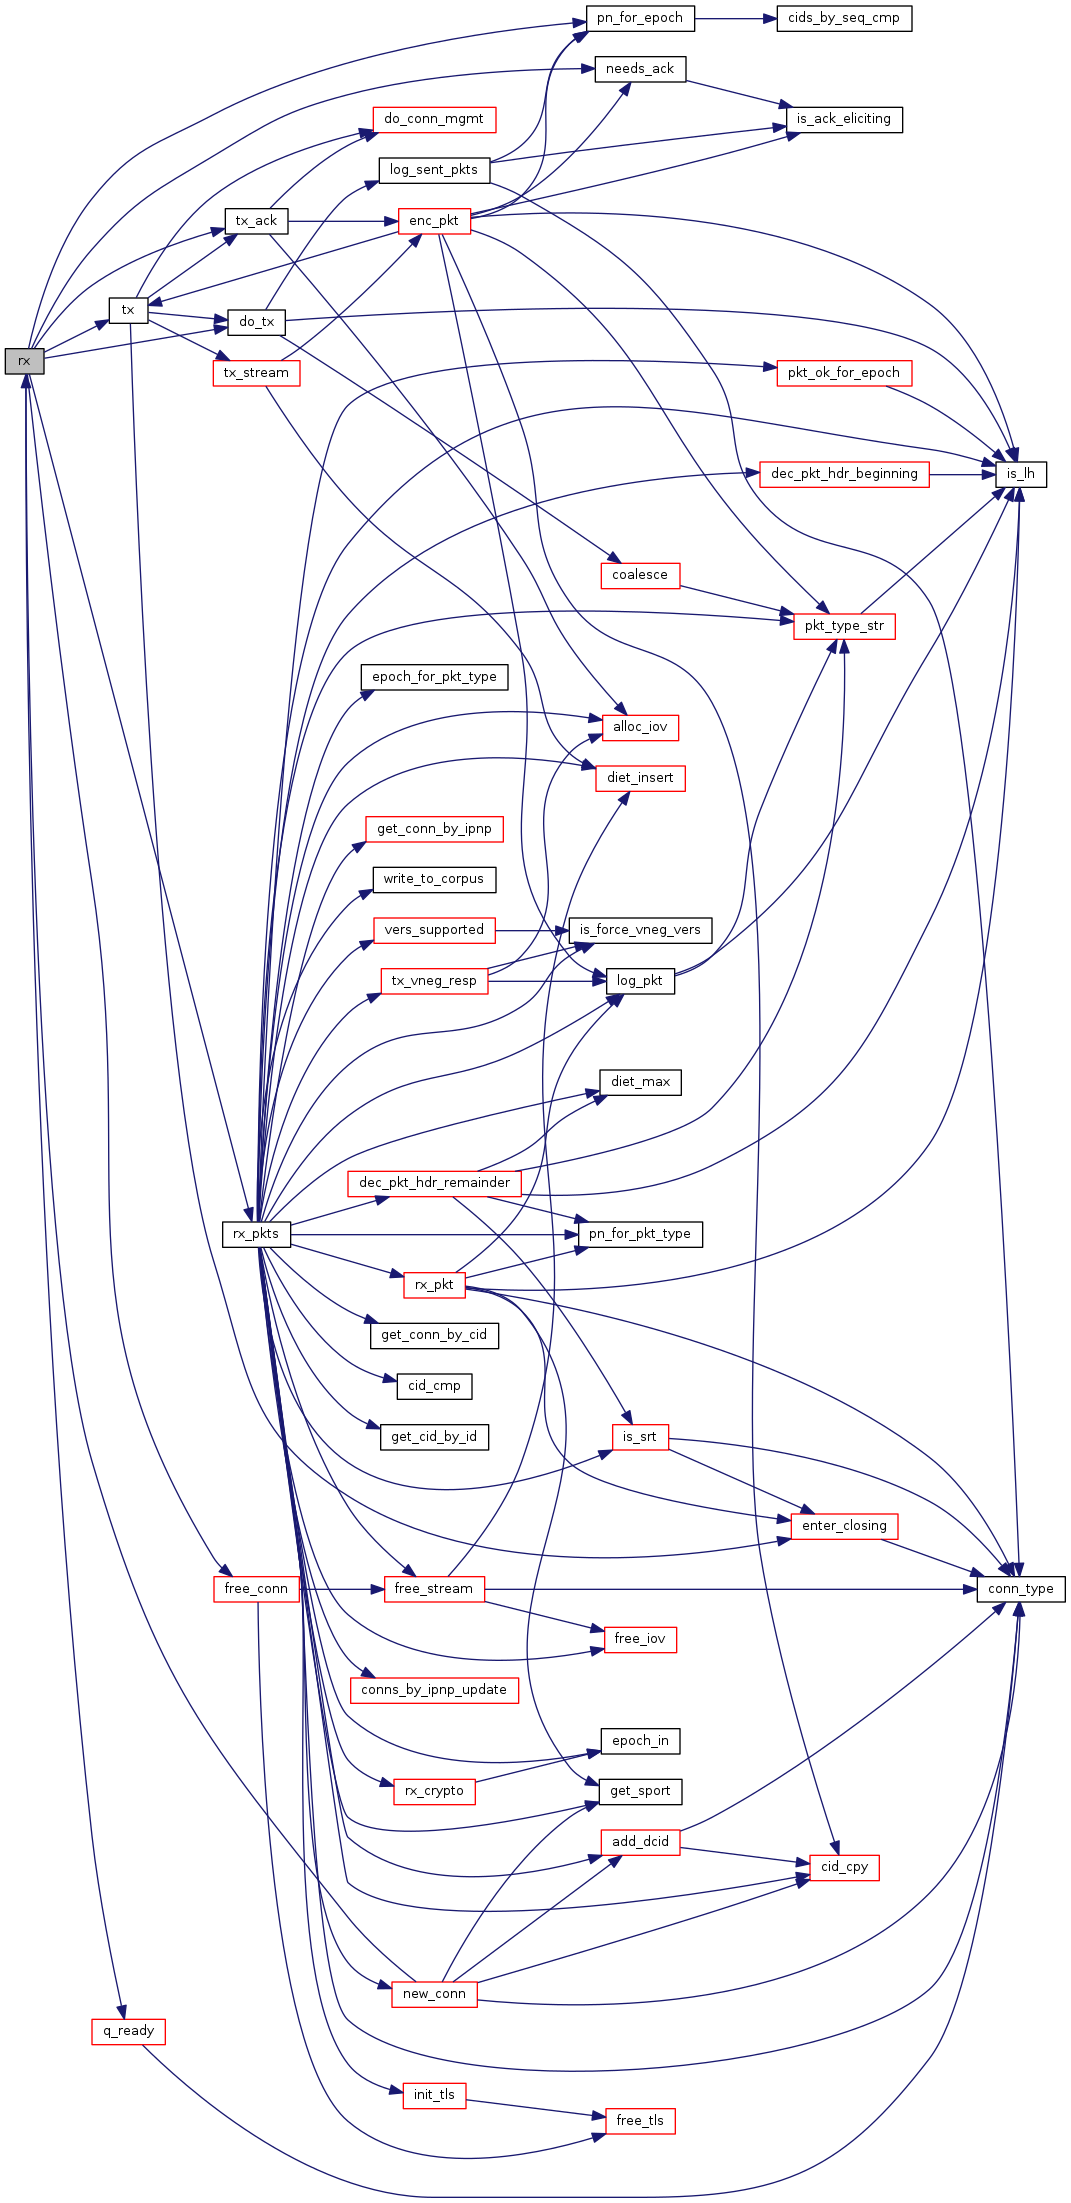 pn_for_epoch
cids_by_seq_cmp
needs_ack
do_conn_mgmt
is_ack_eliciting
log_sent_pkts
tx_ack
enc_pkt
tx
do_tx
rx
tx_stream
pkt_ok_for_epoch
dec_pkt_hdr_beginning
is_lh
coalesce
pkt_type_str
epoch_for_pkt_type
alloc_iov
diet_insert
get_conn_by_ipnp
write_to_corpus
vers_supported
is_force_vneg_vers
tx_vneg_resp
log_pkt
diet_max
dec_pkt_hdr_remainder
rx_pkts
pn_for_pkt_type
rx_pkt
get_conn_by_cid
cid_cmp
get_cid_by_id
is_srt
enter_closing
free_conn
free_stream
conn_type
free_iov
conns_by_ipnp_update
epoch_in
rx_crypto
get_sport
add_dcid
cid_cpy
new_conn
q_ready
init_tls
free_tls